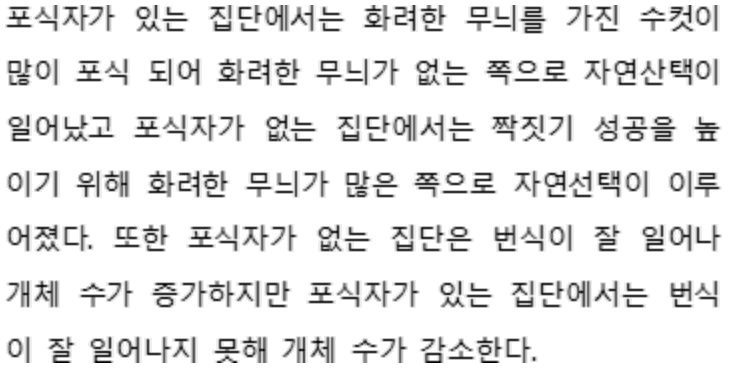 포식자가 있는 집단에서는 화려한 무늬를 가진 수컷이
많이 포식 되어 화려한 무늬가 없는 쪽으로 자연산택이
일어났고 포식자가 없는 집단에서는 짝짓기 성공을 높
이기 위해 화려한 무늬가 많은 쪽으로 자연선택이 이루
어졌다. 또한 포식자가 없는 집단은 번식이 잘 일어나
개체 수가 증가하지만 포식자가 있는 집단에서는 번식
이 잘 일어나지 못해 개체 수가 감소한다.